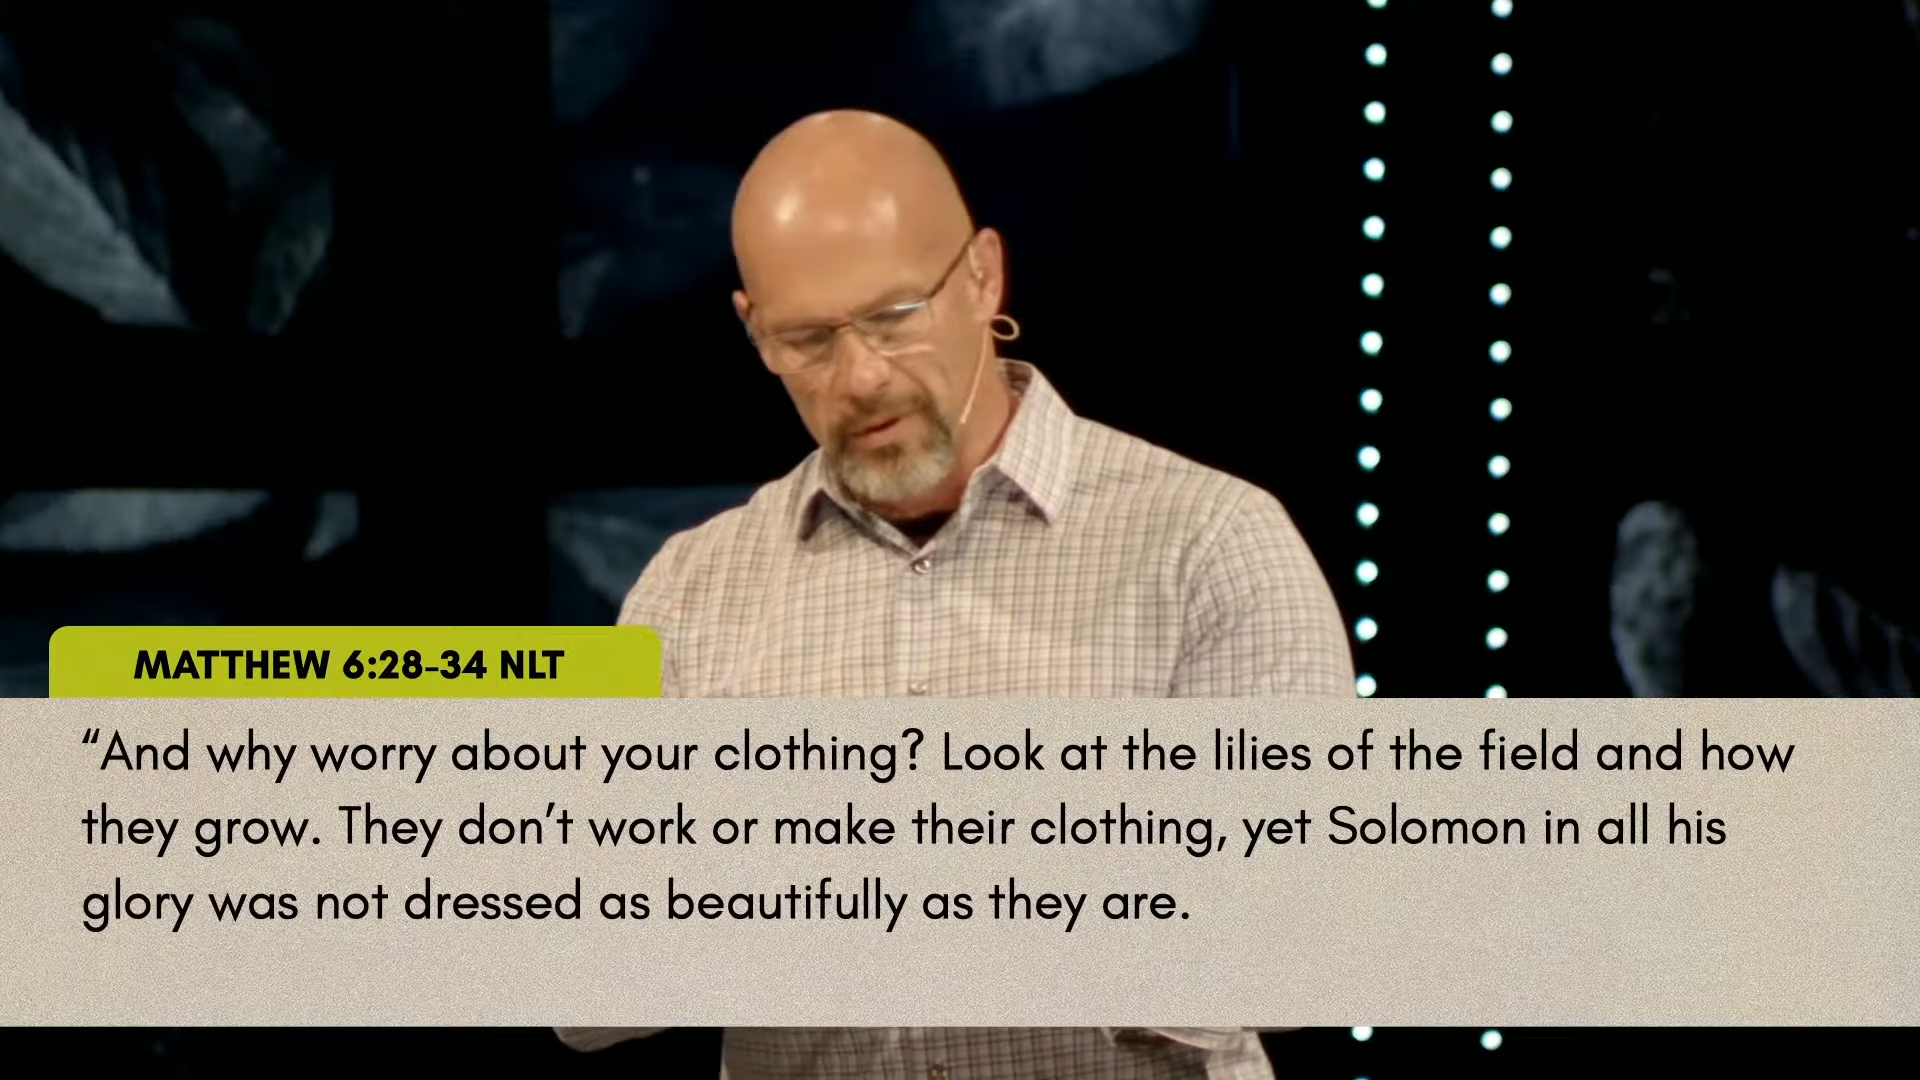 MATTHEW 6:28-34 NLT
“And why worry about your clothing? Look at the lilies of the field and how
they grow. They don’t work or make their clothing, yet Solomon in all his
glory was not dressed as beautifully as they are.